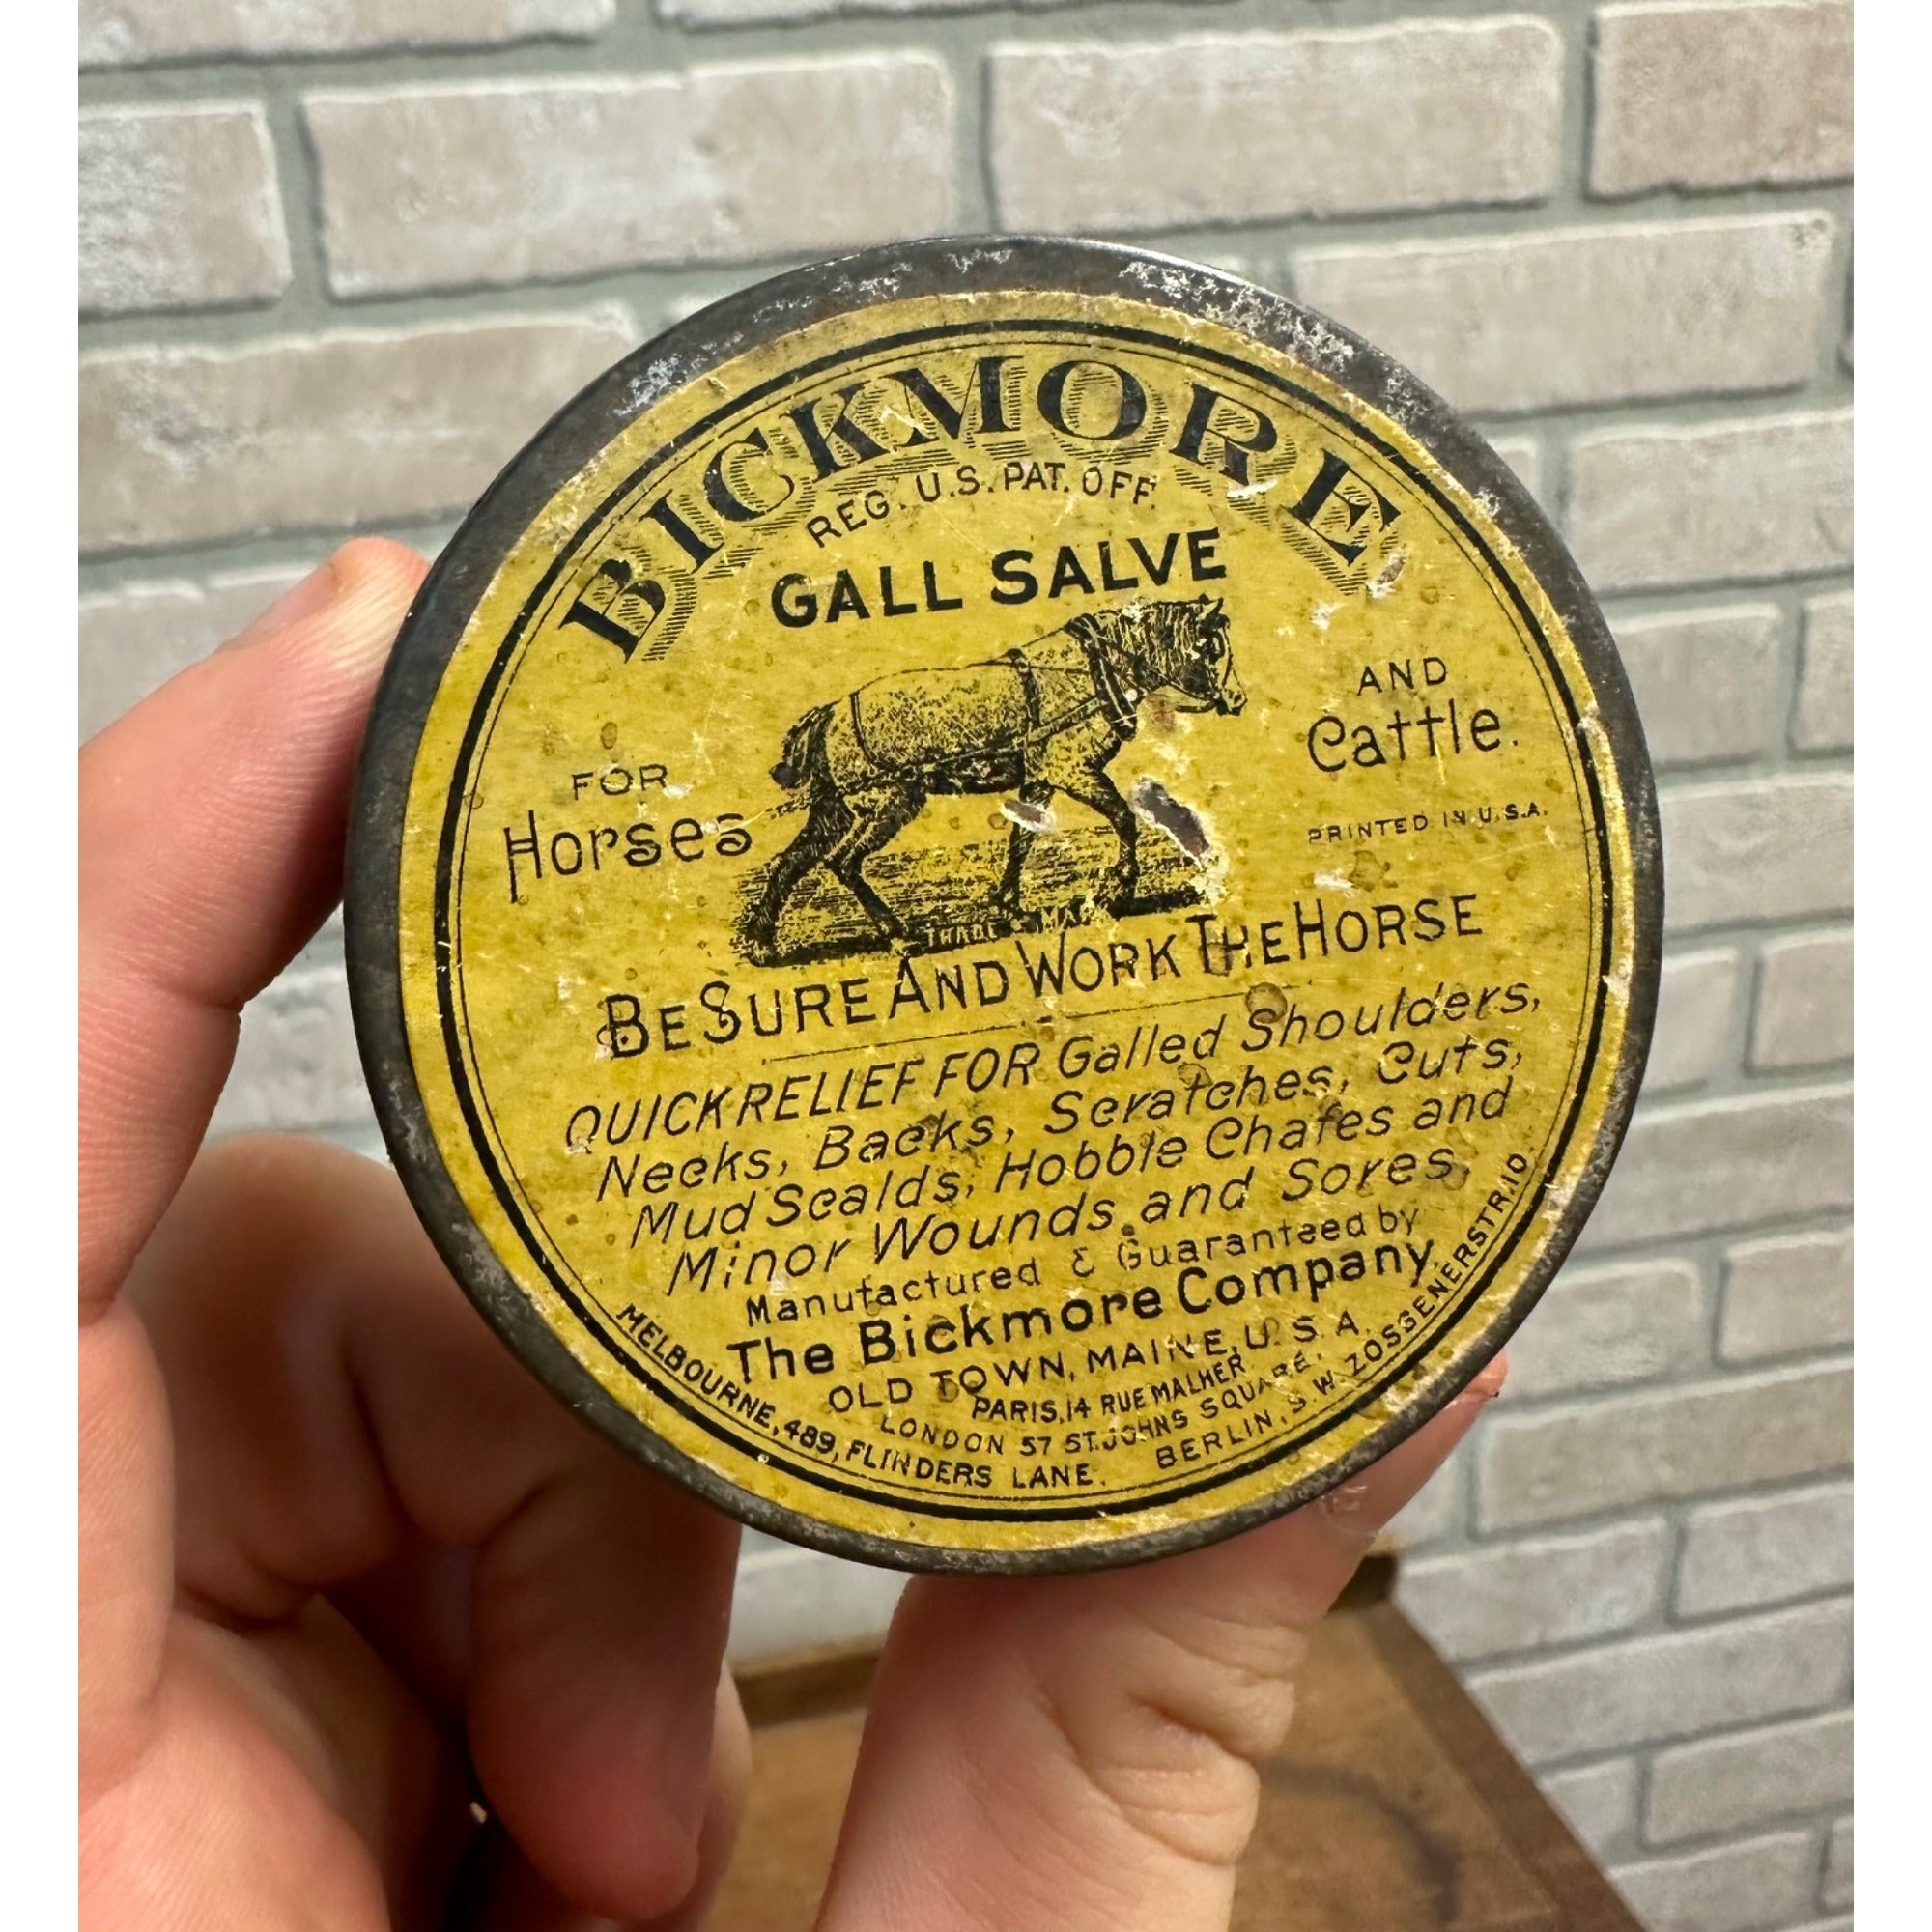 BICKMORE
REG. U.S. PAT. OFF.
GALL SALVE
FOR
Horses
AND
Cattle.
PRINTED IN U.S.A.
TRADE MARK
BE SURE AND WORK THE HORSE
QUICK RELIEF FOR Galled Shoulders,
Necks, Backs, Scratches, Cuts,
Mud Scalds, Hobble Chafes and
Minor Wounds and Sores.
Manufactured & Guaranteed by
The Bickmore Company,
OLD TOWN, MAINE, U.S.A.
PARIS, 14 RUE MALHER
LONDON 57 ST. JOHNS SQUARE.
MELBOURNE, 489, FLINDERS LANE. BERLIN, S.W. ZOSSENERSTR. 10.